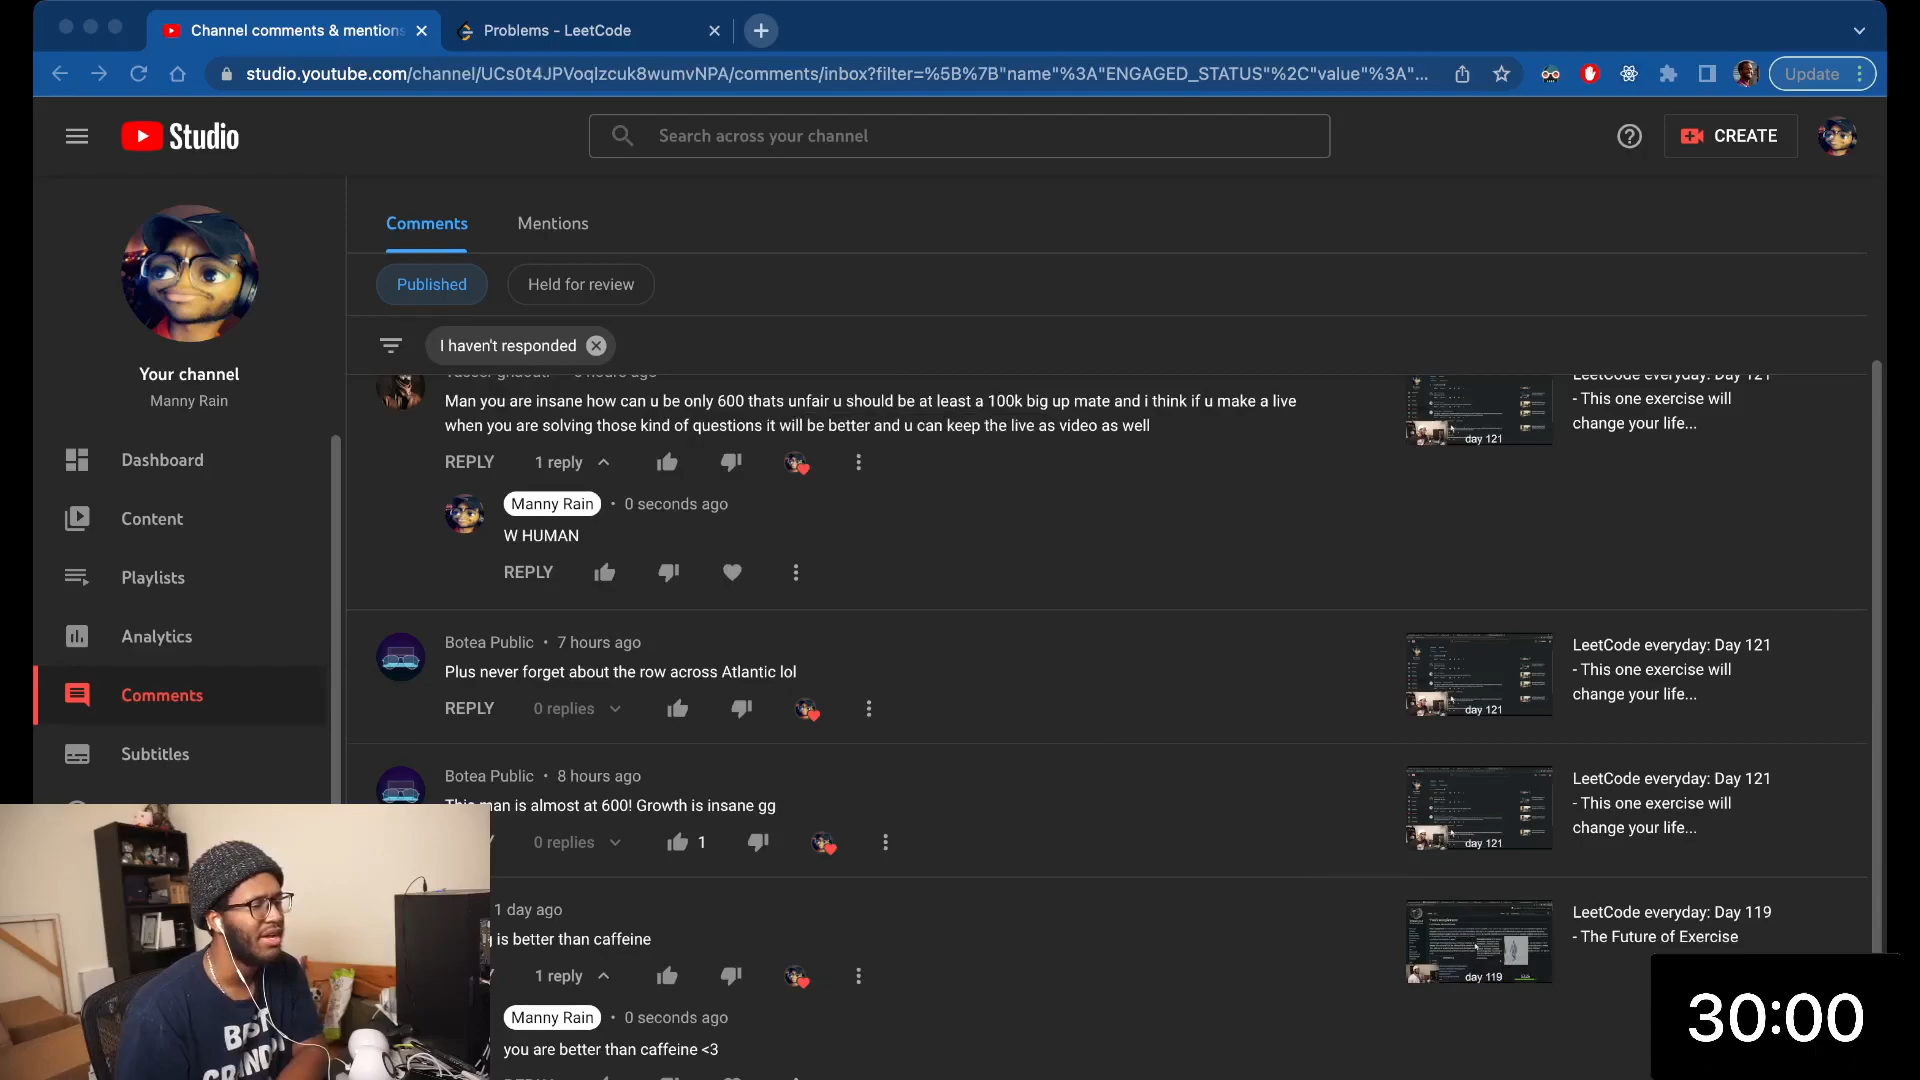 Channel comments & mentions
Problems - LeetCode
studio.youtube.com/channel/UCs0t4JPVoqlzcuk8wumvNPA/comments/inbox?filter=%5B%7B"name"%3A"ENGAGED_STATUS"%2C"value"%3A"...
Update
Studio
Search across your channel
CREATE
Your channel
Manny Rain
Dashboard
Content
Playlists
Analytics
Comments
Subtitles
Comments
Mentions
Published
Held for review
I haven't responded
Man you are insane how can u be only 600 thats unfair u should be at least a 100k big up mate and i think if u make a live
when you are solving those kind of questions it will be better and u can keep the live as video as well
REPLY 1 reply
Manny Rain • 0 seconds ago
W HUMAN
REPLY
LeetCode everyday: Day 121
- This one exercise will
change your life...
day 121
Botea Public • 7 hours ago
Plus never forget about the row across Atlantic lol
REPLY 0 replies
LeetCode everyday: Day 121
- This one exercise will
change your life...
day 121
Botea Public • 8 hours ago
This man is almost at 600! Growth is insane gg
0 replies 1
LeetCode everyday: Day 121
- This one exercise will
change your life...
day 121
1 day ago
is better than caffeine
1 reply
LeetCode everyday: Day 119
- The Future of Exercise
day 119
Manny Rain • 0 seconds ago
you are better than caffeine <3
30:00